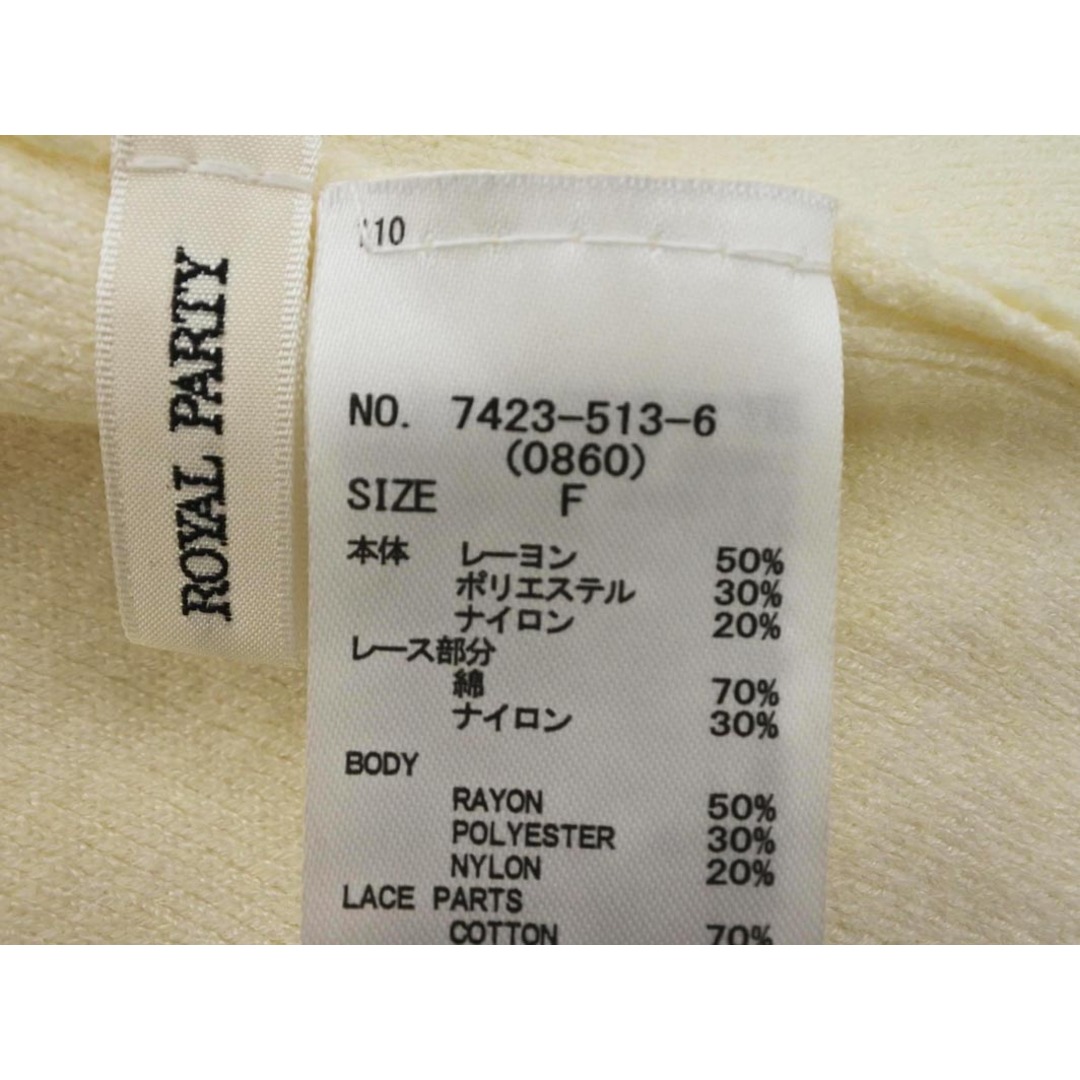 ROYAL PARTY
10
NO. 7423-513-6
(0860)
SIZE F
本体 レーヨン 50%
ポリエステル 30%
ナイロン 20%
レース部分
綿 70%
ナイロン 30%
BODY
RAYON 50%
POLYESTER 30%
NYLON 20%
LACE PARTS
COTTON 70%